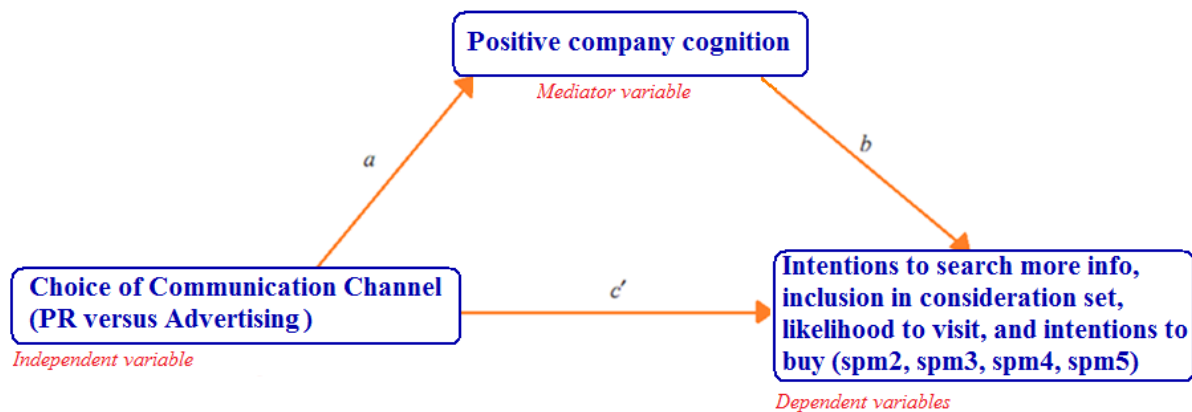 Positive company cognition
Mediator variable
a
b
Choice of Communication Channel
(PR versus Advertising)
Independent variable
c′
Intentions to search more info,
inclusion in consideration set,
likelihood to visit, and intentions to
buy (spm2, spm3, spm4, spm5)
Dependent variables